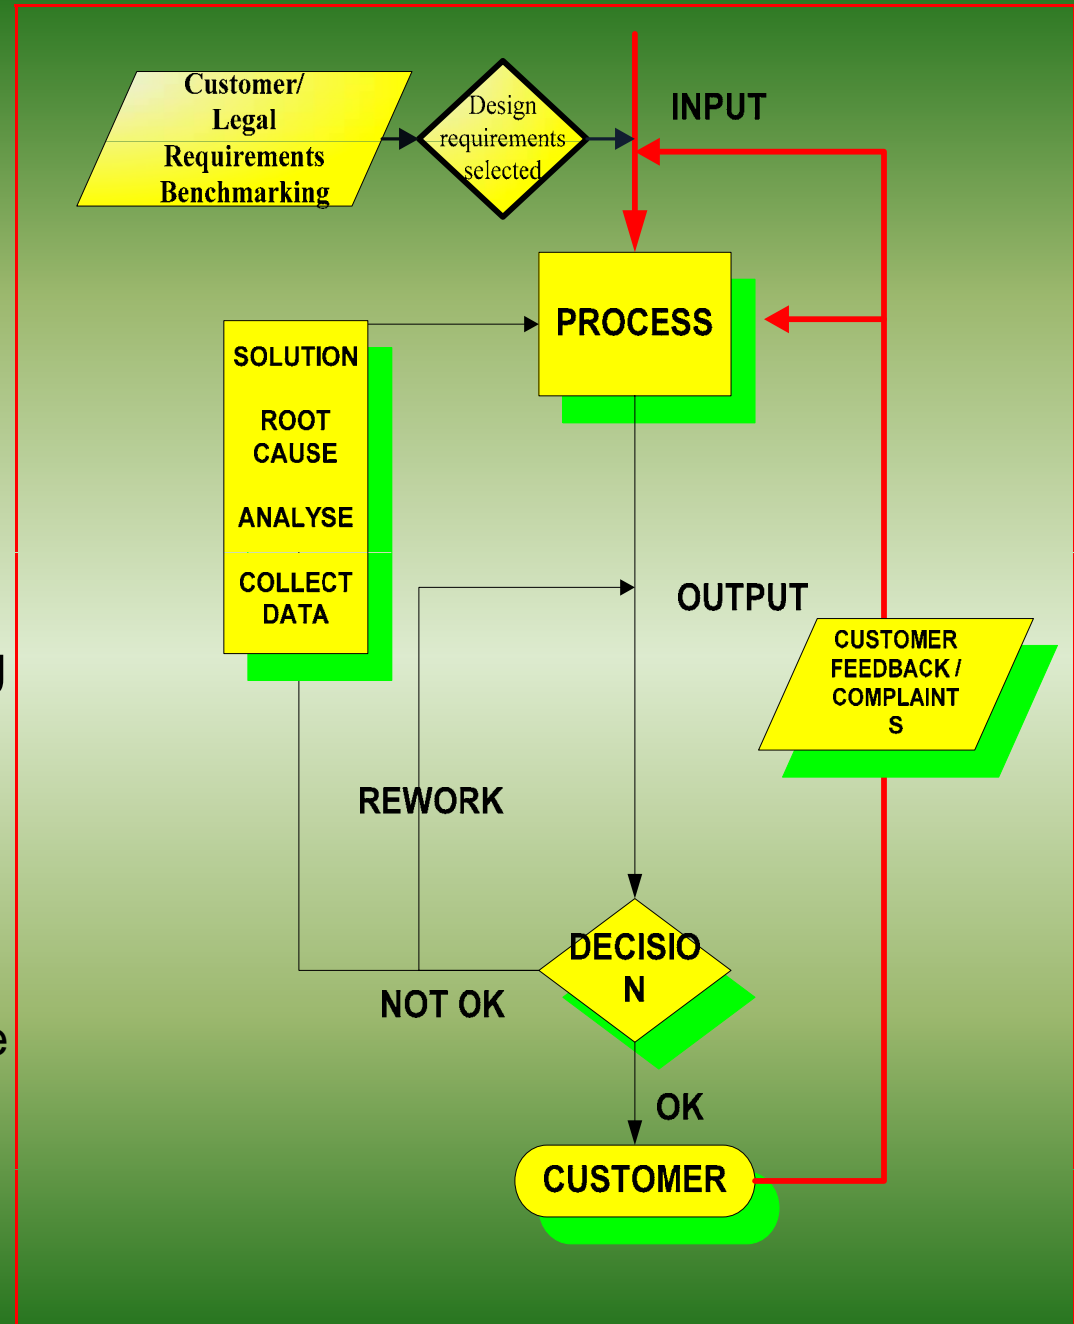 Customer/
Legal
Requirements
Benchmarking
Design
requirements
selected
INPUT
PROCESS
SOLUTION
ROOT
CAUSE
ANALYSE
COLLECT
DATA
OUTPUT
CUSTOMER
FEEDBACK /
COMPLAINT
S
REWORK
DECISIO
N
NOT OK
OK
CUSTOMER
e